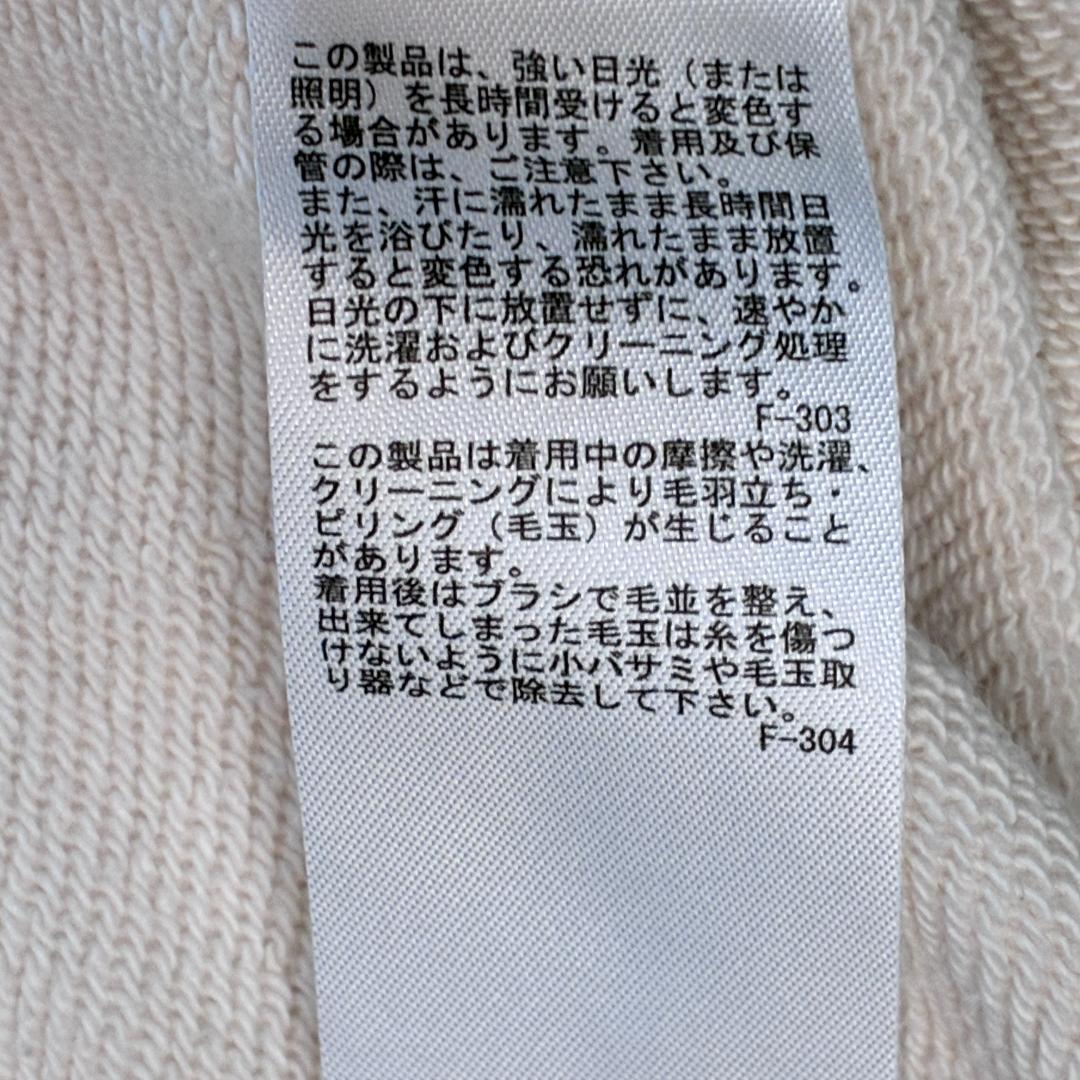 この製品は、強い日光（または
照明）を長時間受けると変色す
る場合があります。着用及び保
管の際は、ご注意下さい。
また、汗に濡れたまま長時間日
光を浴びたり、濡れたまま放置
すると変色する恐れがあります。
日光の下に放置せずに、速やか
に洗濯およびクリーニング処理
をするようにお願いします。
F-303
この製品は着用中の摩擦や洗濯、
クリーニングにより毛羽立ち・
ピリング（毛玉）が生じること
があります。
着用後はブラシで毛並を整え、
出来てしまった毛玉は糸を傷つ
けないように小バサミや毛玉取
り器などで除去して下さい。
F-304